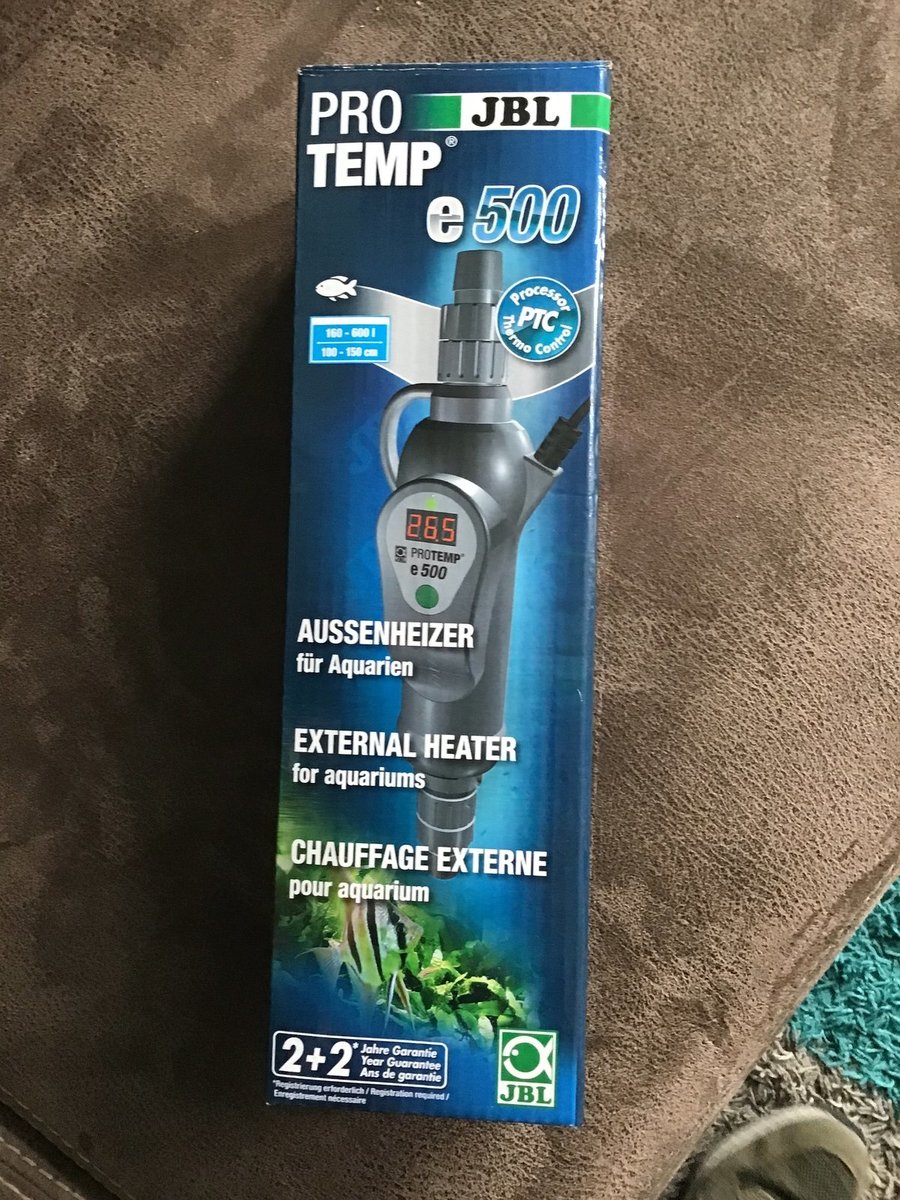 PRO
JBL
TEMP®
e 500
Processor
PTC
Thermo Control
160 - 600 l
100 - 150 cm
26.5
PROTEMP®
e 500
AUSSENHEIZER
für Aquarien
EXTERNAL HEATER
for aquariums
CHAUFFAGE EXTERNE
pour aquarium
2+2*
Jahre Garantie
Year Guarantee
Ans de garantie
*Registrierung erforderlich / Registration required /
Enregistrement nécessaire
JBL